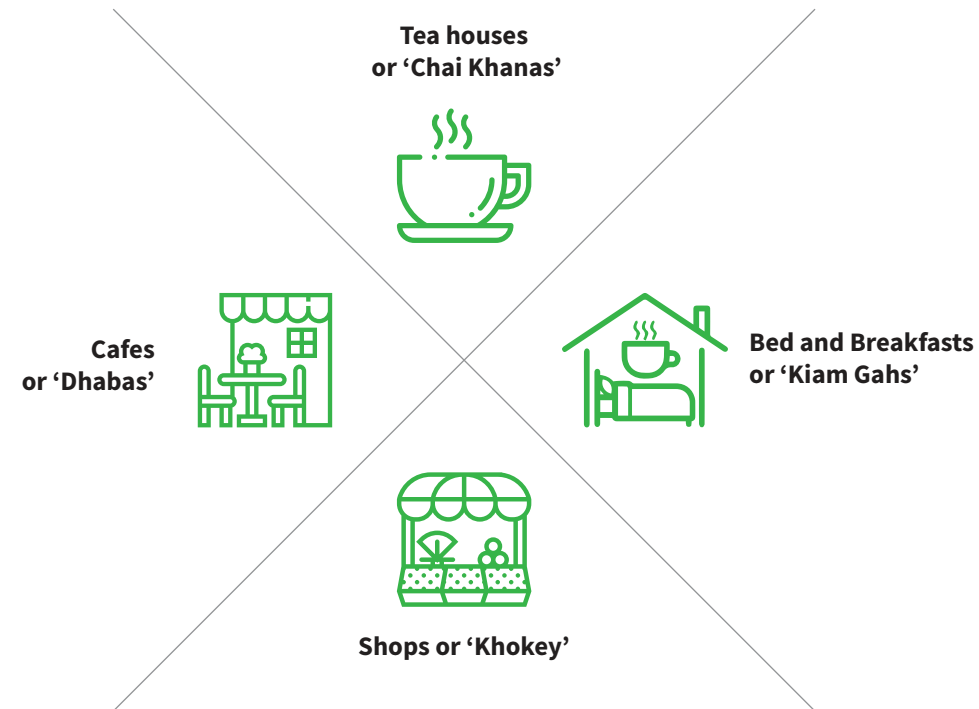 Tea houses
or ‘Chai Khanas’
Cafes
or ‘Dhabas’
Bed and Breakfasts
or ‘Kiam Gahs’
Shops or ‘Khokey’